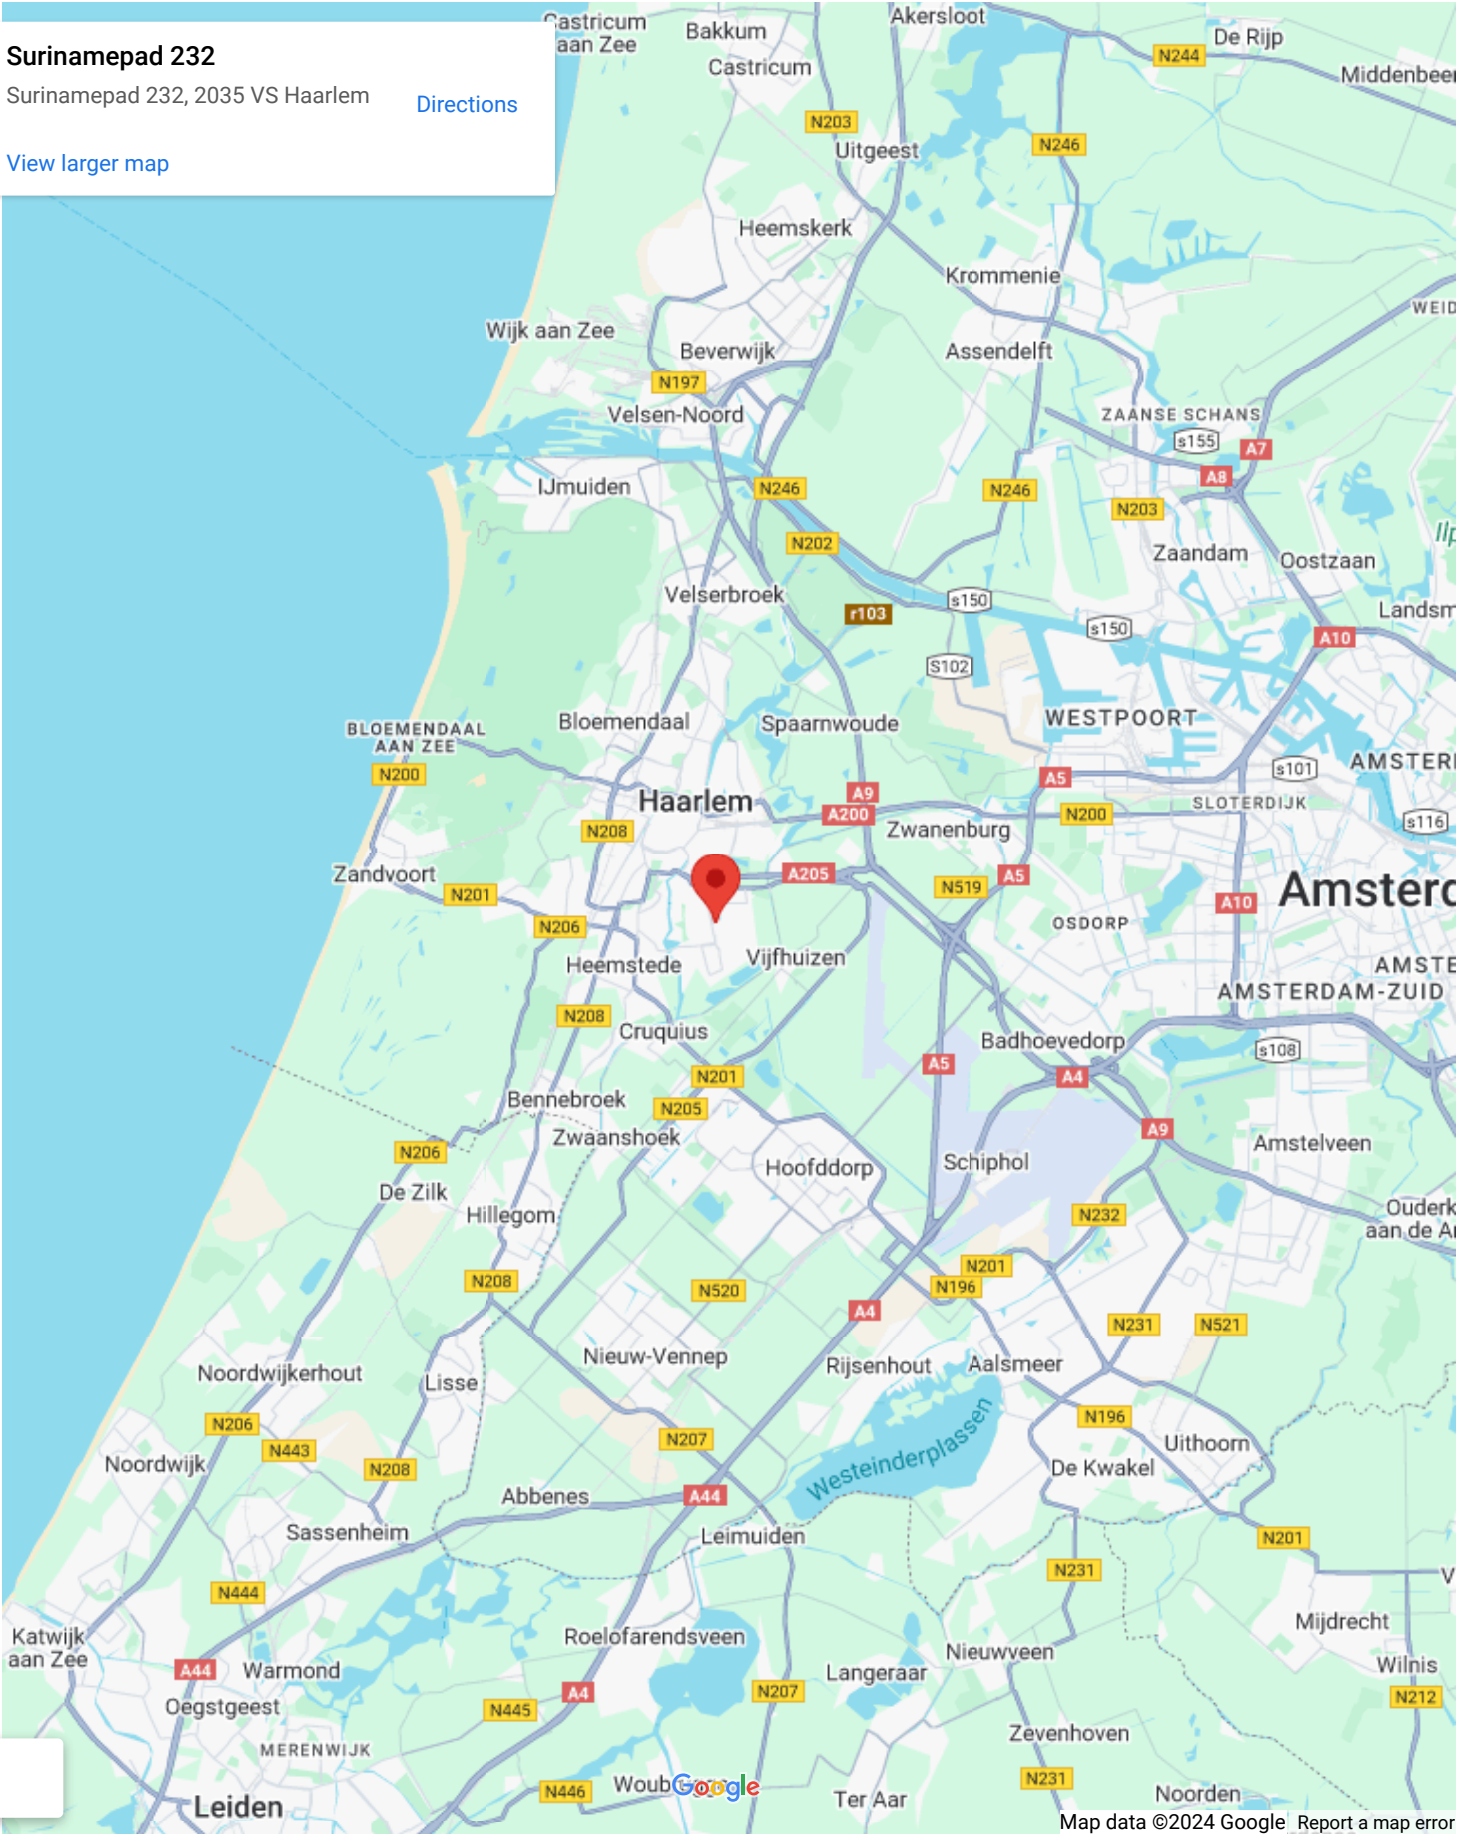 Surinamepad 232
Surinamepad 232, 2035 VS Haarlem
Directions
View larger map
Castricum
aan Zee
Bakkum
Castricum
Akersloot
De Rijp
N244
N203
N246
Uitgeest
Heemskerk
Krommenie
Wijk aan Zee
Beverwijk
Assendelft
N197
Velsen-Noord
ZAANSE SCHANS
s155
A7
A8
IJmuiden
N246
N246
N203
N202
Zaandam
Oostzaan
Velserbroek
s150
r103
s150
A10
S102
BLOEMENDAAL
AAN ZEE
Bloemendaal
Spaarnwoude
WESTPOORT
N200
A5
s101
Haarlem
A9
A200
N200
SLOTERDIJK
s116
N208
Zwanenburg
Zandvoort
A205
A5
N201
N519
A10
N206
OSDORP
Heemstede
Vijfhuizen
AMSTERDAM-ZUID
N208
Cruquius
Badhoevedorp
s108
A5
A4
N201
Bennebroek
N205
A9
Zwaanshoek
Amstelveen
N206
Hoofddorp
Schiphol
De Zilk
Hillegom
N232
N208
N201
N520
N196
A4
N231
N521
Nieuw-Vennep
Rijsenhout
Aalsmeer
Noordwijkerhout
Lisse
N206
N196
N443
N207
Westeinderplassen
Uithoorn
Noordwijk
N208
De Kwakel
Abbenes
A44
Sassenheim
Leimuiden
N201
N231
N444
Katwijk
aan Zee
Roelofarendsveen
Mijdrecht
A44
Warmond
Langeraar
Nieuwveen
Wilnis
A4
N207
N212
Oegstgeest
N445
Zevenhoven
MERENWIJK
N231
N446
Google
Ter Aar
Noorden
Leiden
Map data ©2024 Google
Report a map error